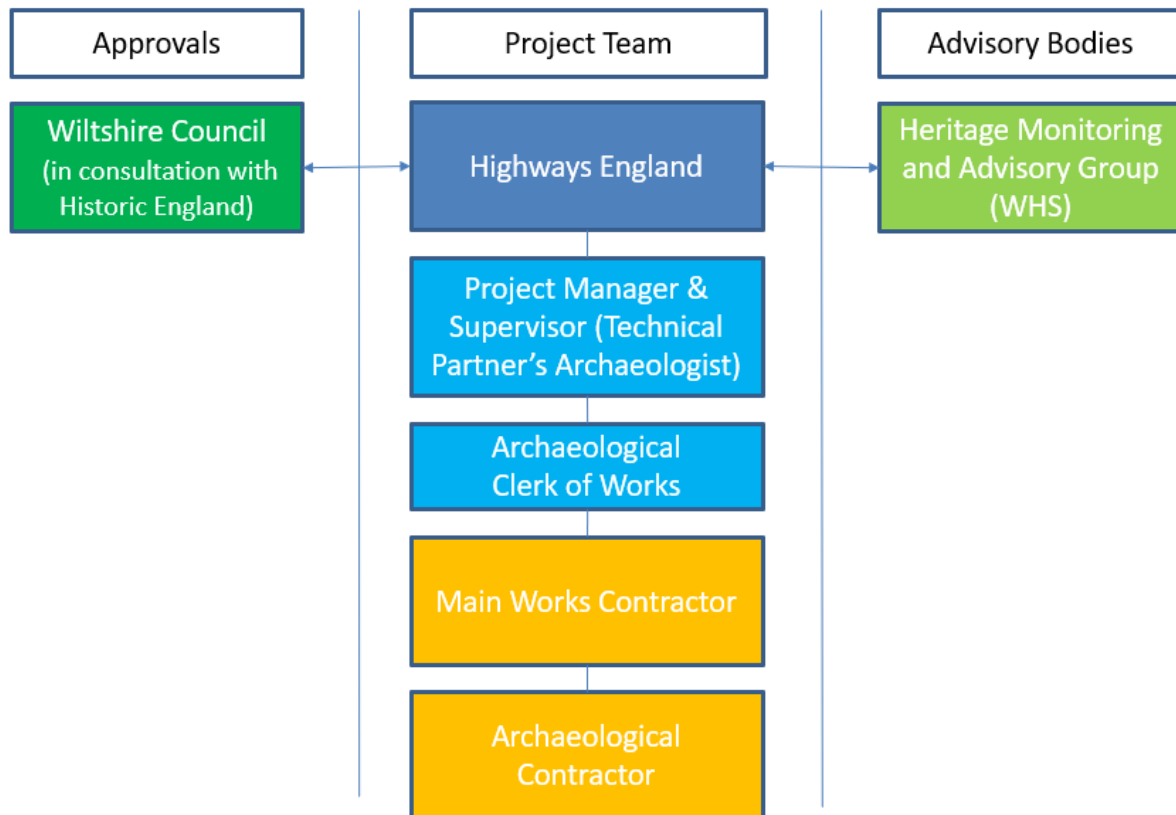 Approvals
Project Team
Advisory Bodies
Wiltshire Council
(in consultation with
Historic England)
Highways England
Heritage Monitoring
and Advisory Group
(WHS)
Project Manager &
Supervisor (Technical
Partner’s Archaeologist)
Archaeological
Clerk of Works
Main Works Contractor
Archaeological
Contractor